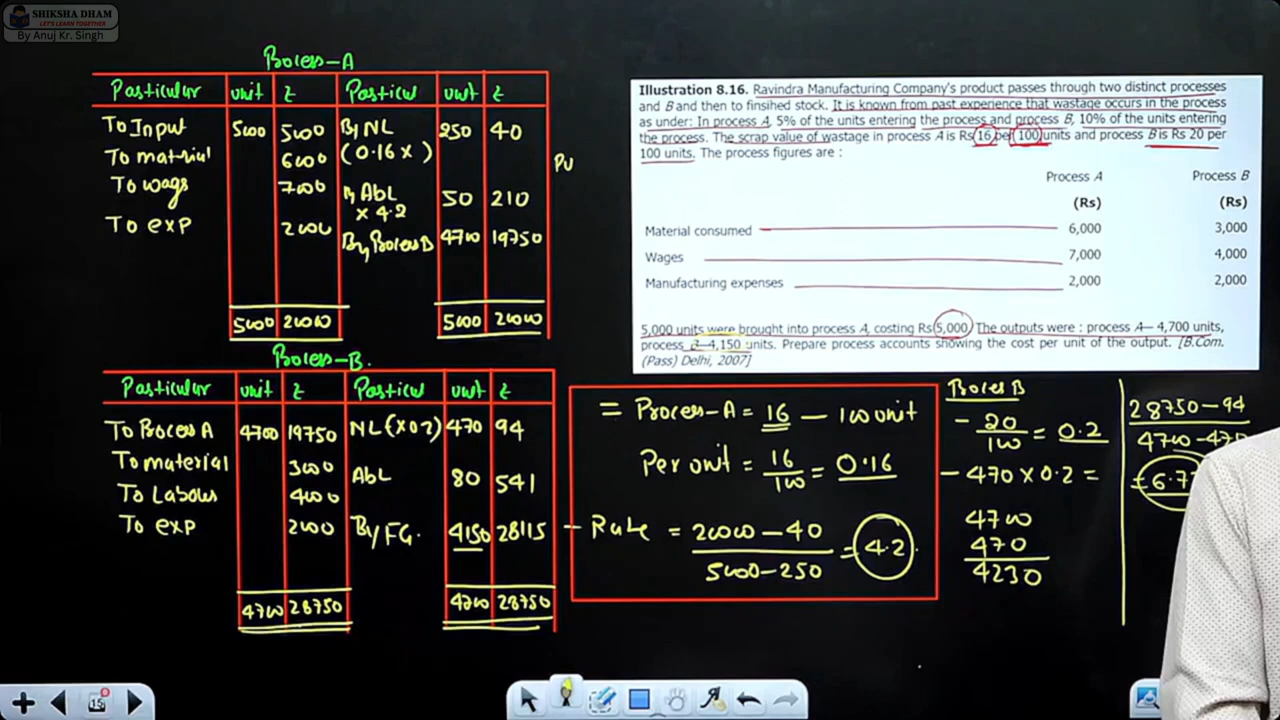 SHIKSHA DHAM
LET'S LEARN TOGETHER
By Anuj Kr. Singh
Process-A
Particular unit ₹ Particul unit ₹
To Input 5000 5000 By NL 250 40
To material 6000 (0.16 x )
To wags 7000 By AbL 50 210
x 4.2
To exp 2000 By Process B 4700 19750
5000 20000 5000 20000
PU
Process-B.
Particular unit ₹ Particul unit ₹
To Process A 4700 19750 NL (x0.2) 470 94
To material 3000 AbL 80 541
To Labour 4000
To exp 2000 By FG. 4150 28115
4700 28750 4700 28750
Illustration 8.16. Ravindra Manufacturing Company's product passes through two distinct processes
and B and then to finsihed stock. It is known from past experience that wastage occurs in the process
as under: In process A, 5% of the units entering the process and process B, 10% of the units entering
the process. The scrap value of wastage in process A is Rs 16 per 100 units and process B is Rs 20 per
100 units. The process figures are :
Process A Process B
(Rs) (Rs)
Material consumed 6,000 3,000
Wages 7,000 4,000
Manufacturing expenses 2,000 2,000
5,000 units were brought into process A, costing Rs 5,000 The outputs were : process A— 4,700 units,
process B—4,150 units. Prepare process accounts showing the cost per unit of the output. [B.Com.
(Pass) Delhi, 2007]
= Process-A = 16 — 100 unit
Per unit = 16/100 = 0.16
- Rate = 20000 - 40 / 5000 - 250 = 4.2
Process B
- 20/100 = 0.2
- 470 x 0.2 =
4700
470
4230
28750 - 94
4700 - 470
= 6.77
15